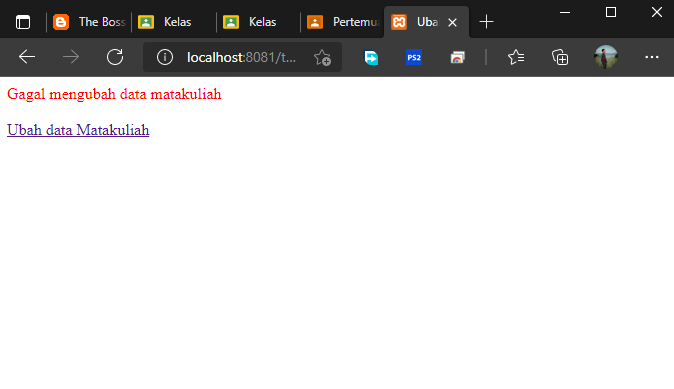 The Boss
Kelas
Kelas
Pertemu
Uba
localhost:8081/t...
PS2
Gagal mengubah data matakuliah
Ubah data Matakuliah